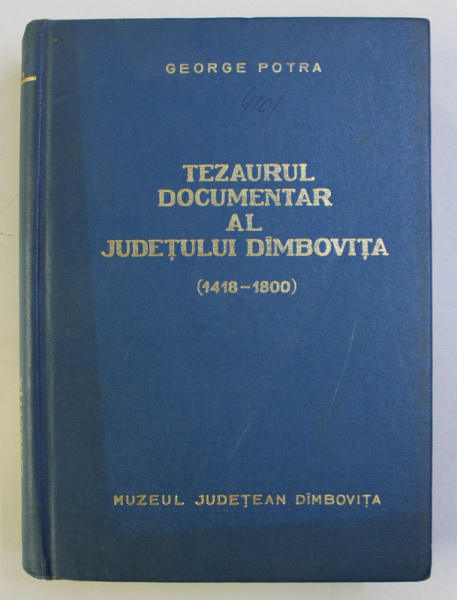 GEORGE POTRA
TEZAURUL
DOCUMENTAR
AL
JUDEȚULUI DÎMBOVIȚA
(1418-1800)
MUZEUL JUDEȚEAN DÎMBOVIȚA